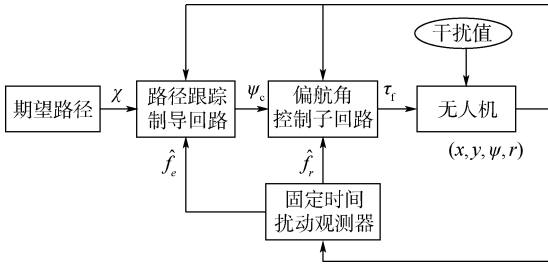 干扰值
期望路径
χ
路径跟踪
制导回路
ψc
偏航角
控制子回路
τf
无人机
(x, y, ψ, r)
f̂e
f̂r
固定时间
扰动观测器